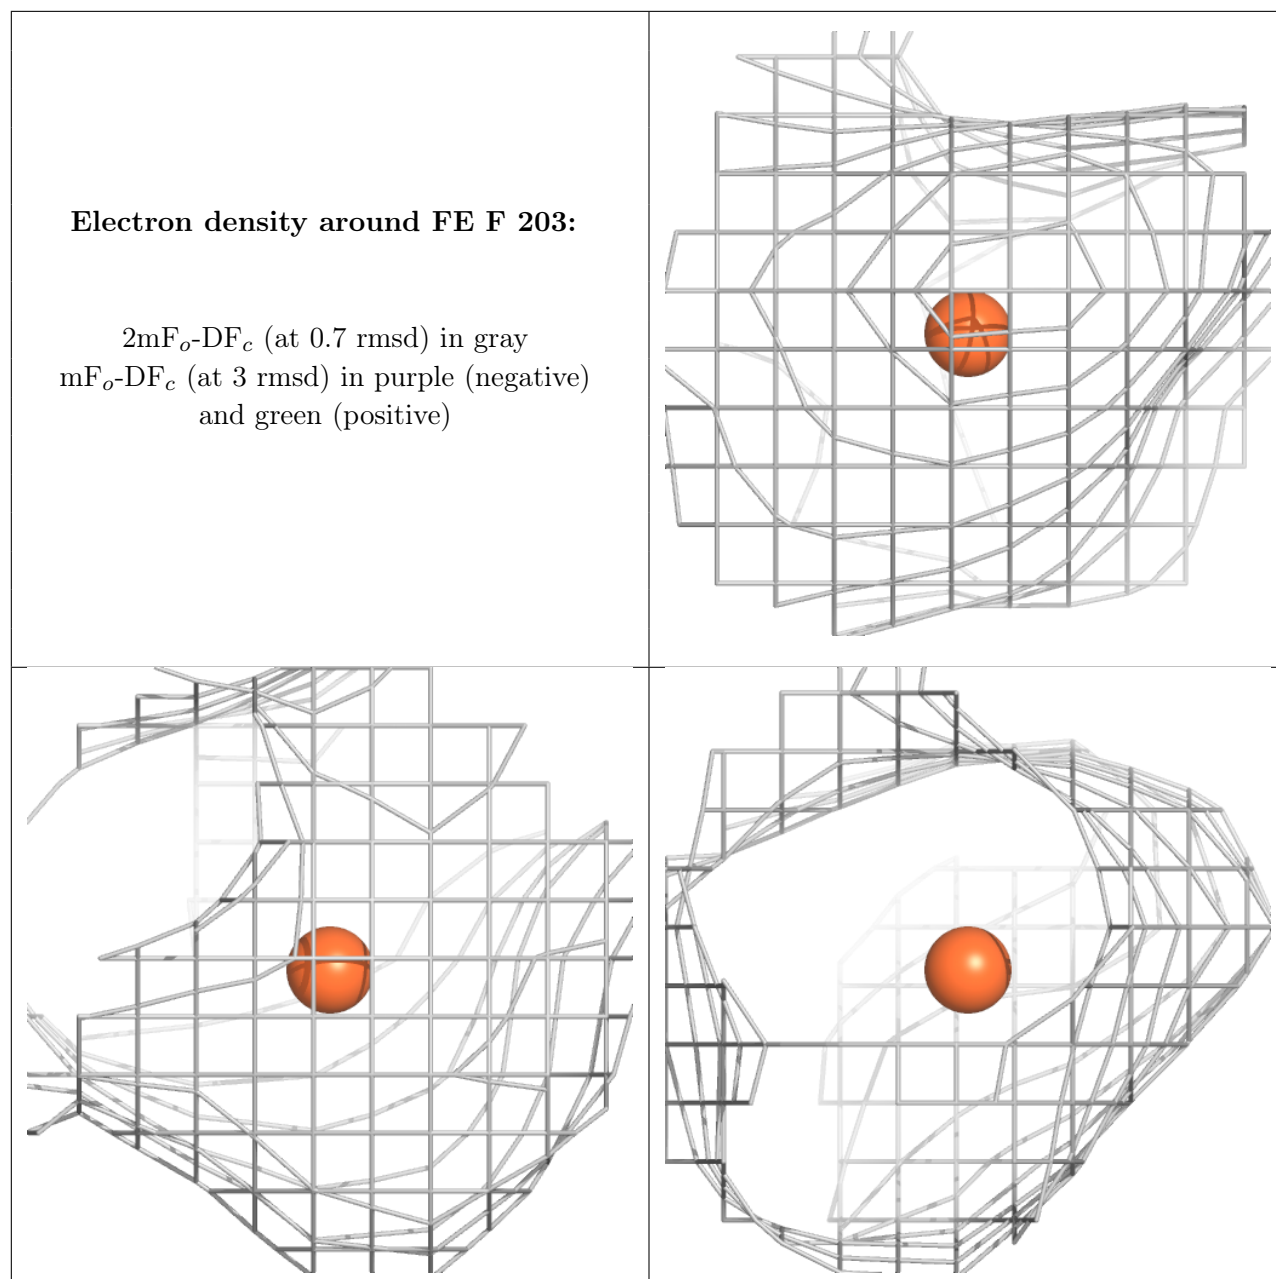 Electron density around FE F 203:
2mFo-DFc (at 0.7 rmsd) in gray
mFo-DFc (at 3 rmsd) in purple (negative)
and green (positive)